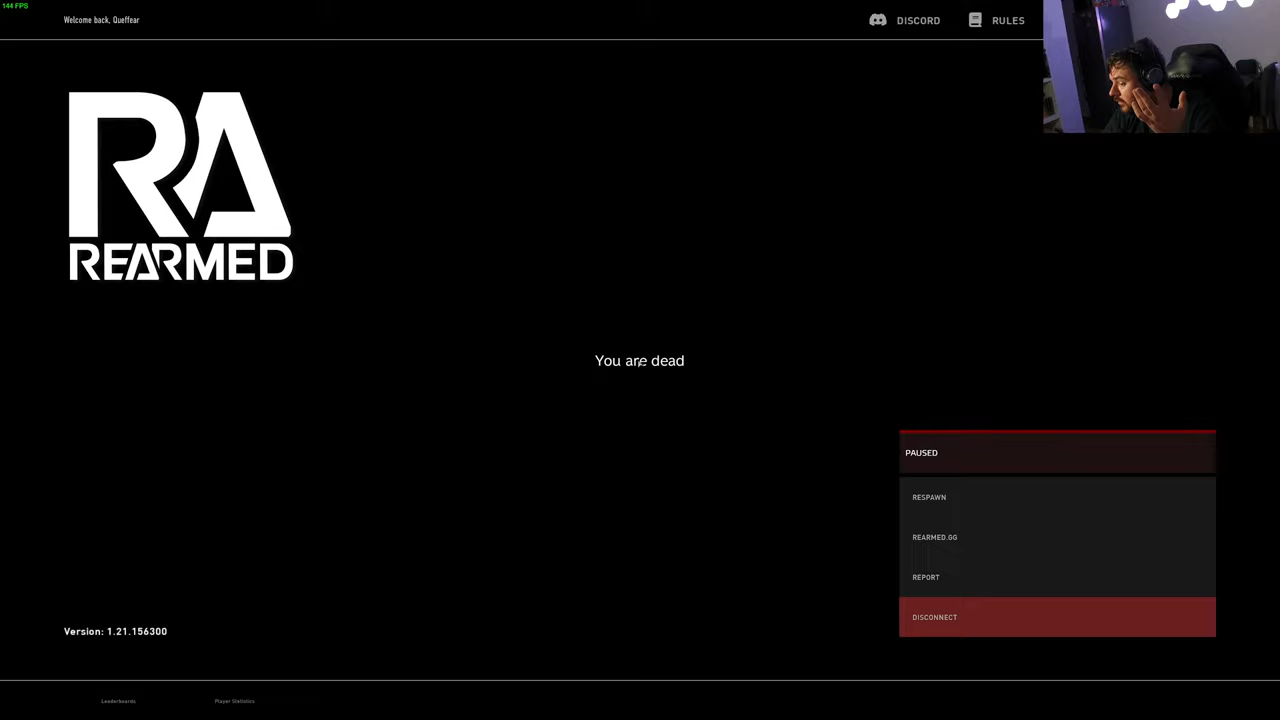 144 FPS
Welcome back, Queffear
DISCORD
RULES
RA
REARMED
You are dead
PAUSED
RESPAWN
REARMED.GG
REPORT
DISCONNECT
Version: 1.21.156300
Leaderboards
Player Statistics